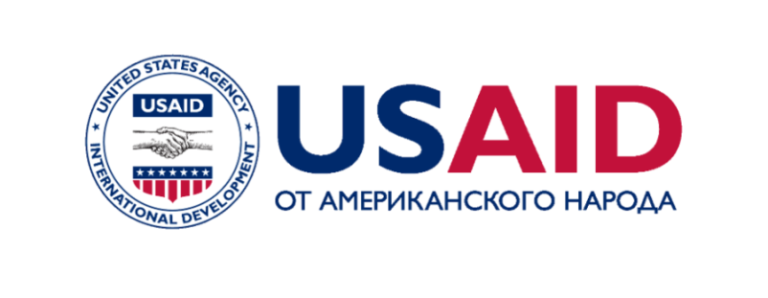 UNITED STATES AGENCY
USAID
INTERNATIONAL DEVELOPMENT
USAID
ОТ АМЕРИКАНСКОГО НАРОДА